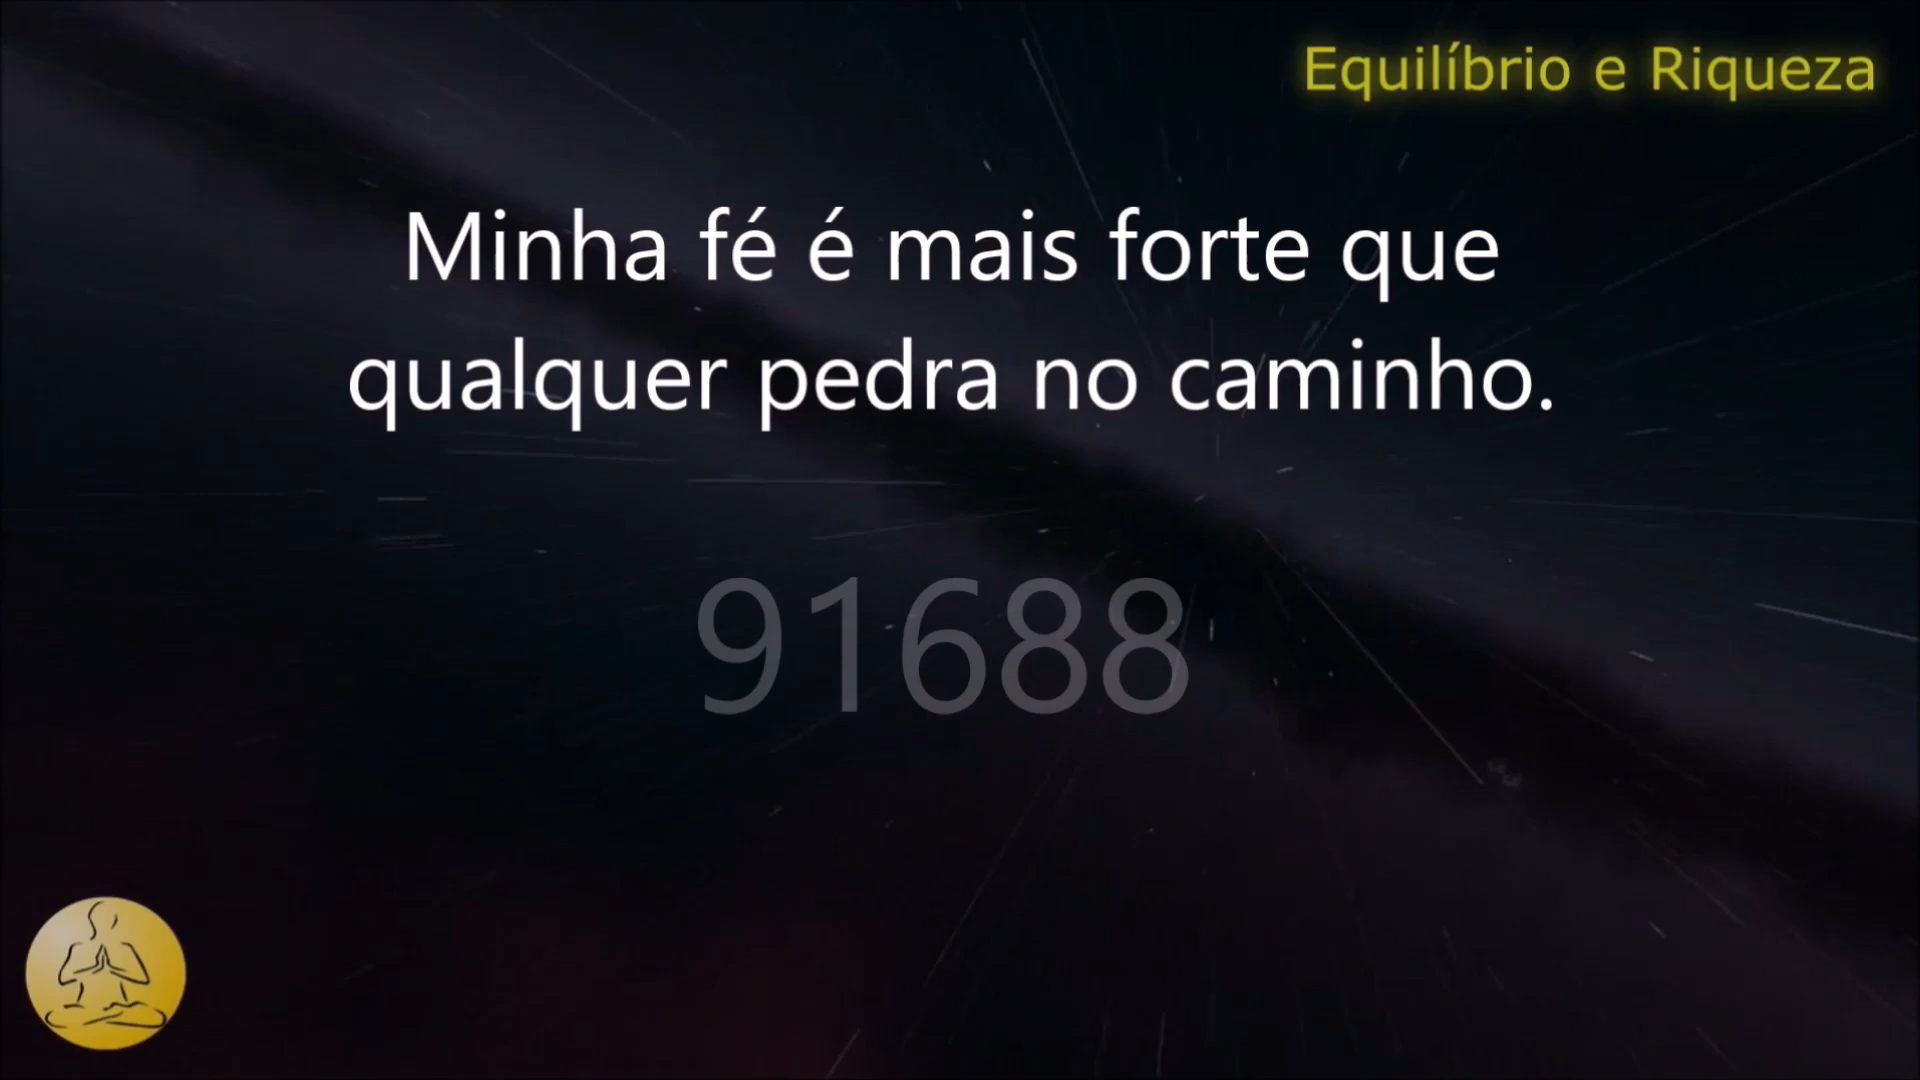 Equilíbrio e Riqueza
Minha fé é mais forte que
qualquer pedra no caminho.
91688